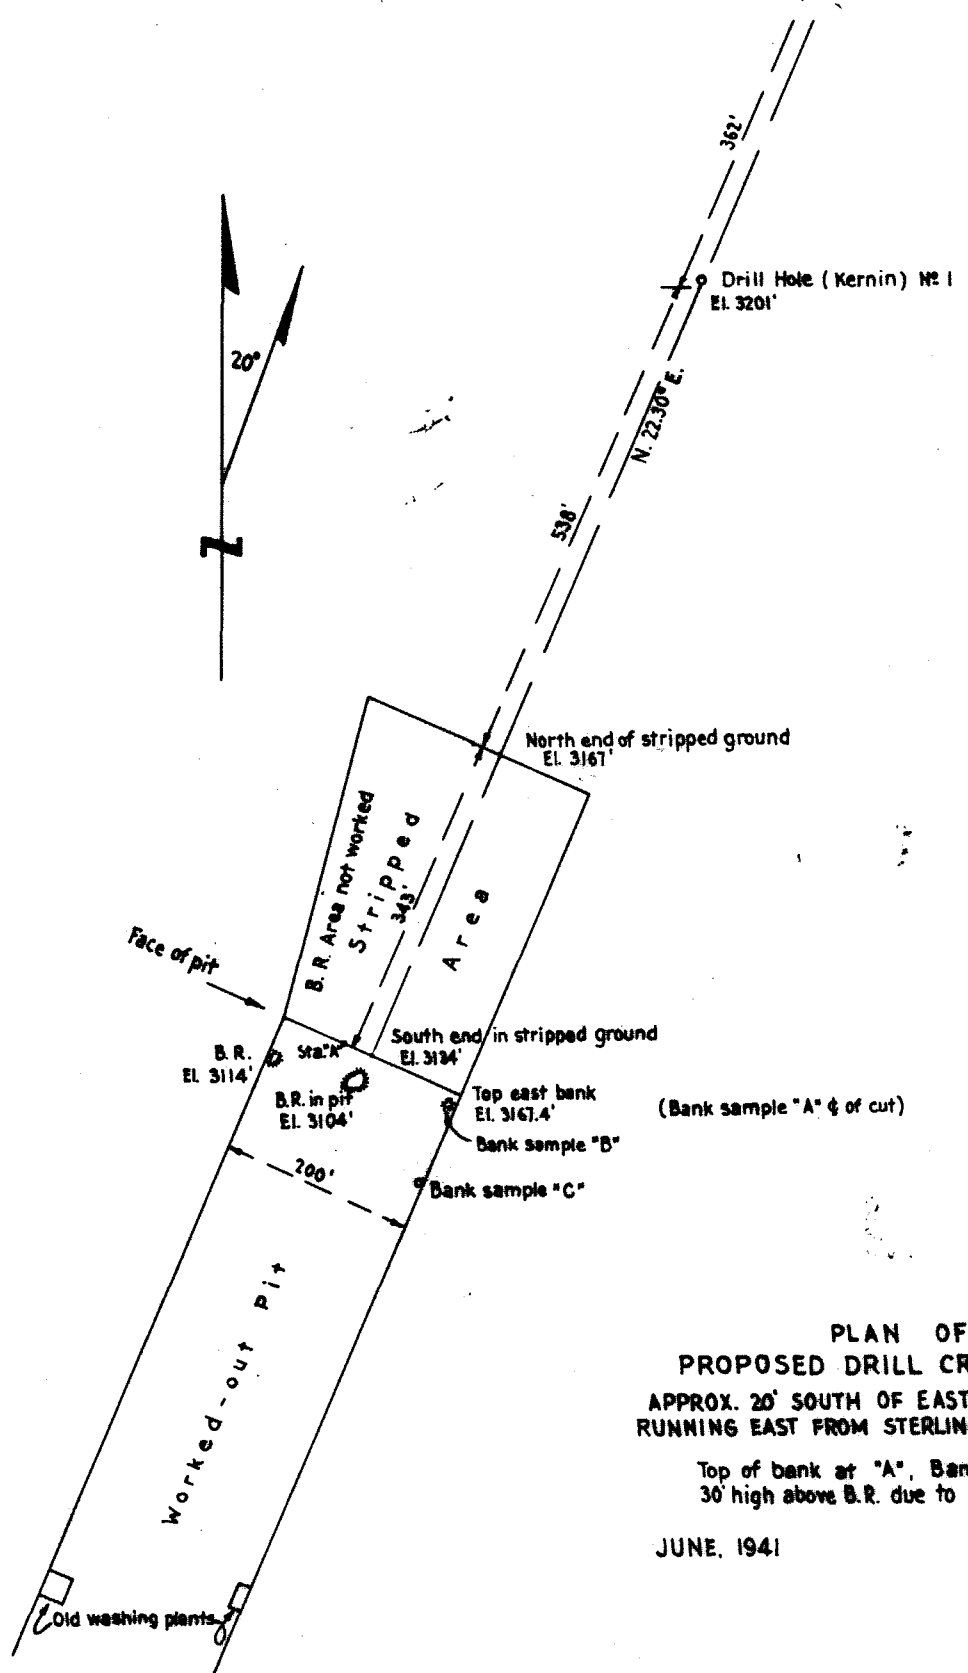 362'
Drill Hole (Kernin) Nº 1
El. 3201'
20°
N. 22.30° E.
538'
N
North end of stripped ground
El. 3167'
B.R. Area not worked
Stripped
343'
Area
Face of pit
South end in stripped ground
El. 3134'
B.R.
El. 3114'
Sta. "A"
B.R. in pit
El. 3104'
Top east bank
El. 3167.4'
(Bank sample "A" ℄ of cut)
Bank sample "B"
200'
Bank sample "C"
Worked-out Pit
PLAN OF
PROPOSED DRILL CR
APPROX. 20' SOUTH OF EAST
RUNNING EAST FROM STERLIN
Top of bank at "A", Ban
30' high above B.R. due to
JUNE, 1941
Old washing plants